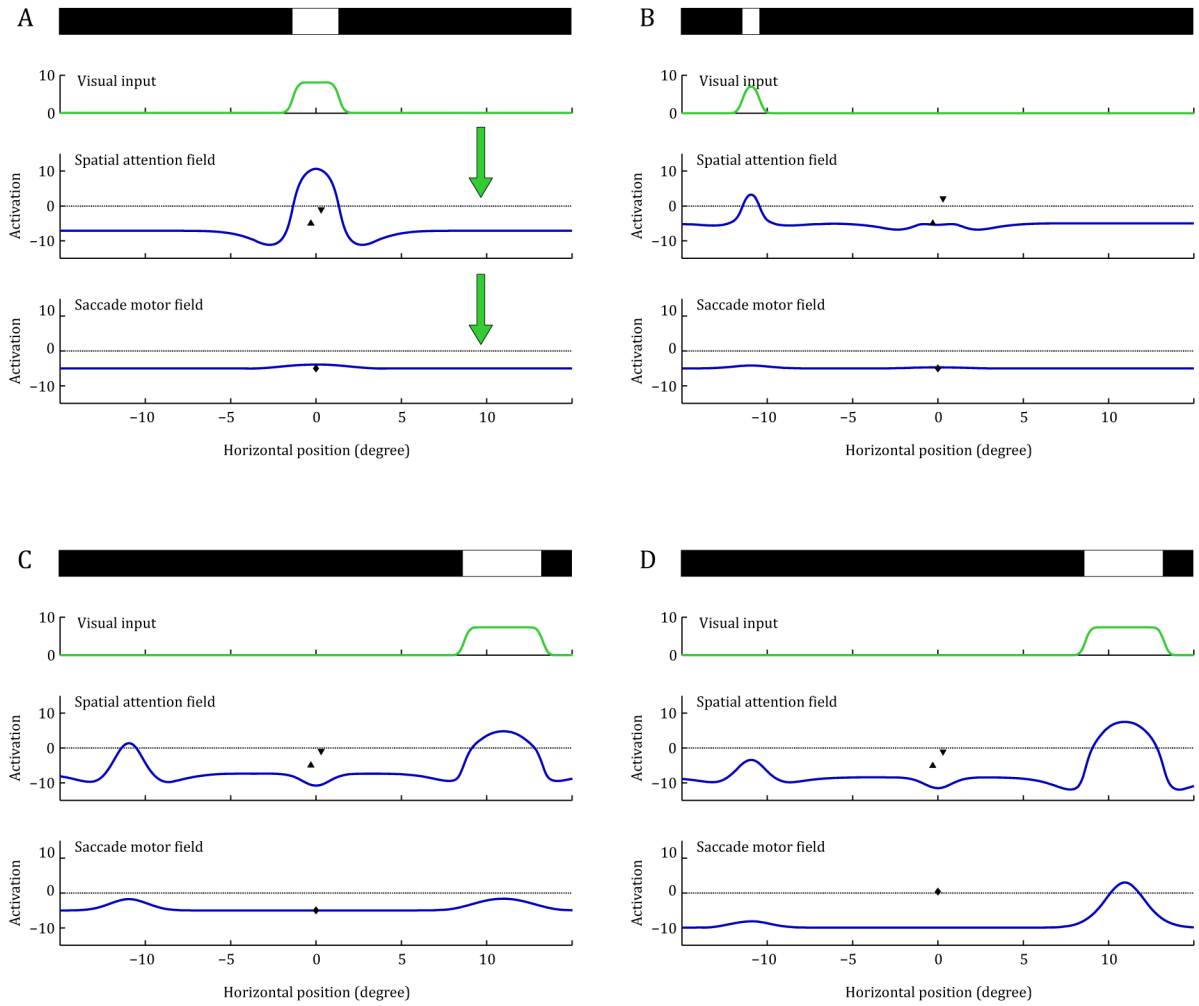 A
10
Visual input
0
Spatial attention field
10
0
−10
Activation
Saccade motor field
10
0
−10
Activation
−10 −5 0 5 10
Horizontal position (degree)
B
10
Visual input
0
Spatial attention field
10
0
−10
Activation
Saccade motor field
10
0
−10
Activation
−10 −5 0 5 10
Horizontal position (degree)
C
10
Visual input
0
Spatial attention field
10
0
−10
Activation
Saccade motor field
10
0
−10
Activation
−10 −5 0 5 10
Horizontal position (degree)
D
10
Visual input
0
Spatial attention field
10
0
−10
Activation
Saccade motor field
10
0
−10
Activation
−10 −5 0 5 10
Horizontal position (degree)